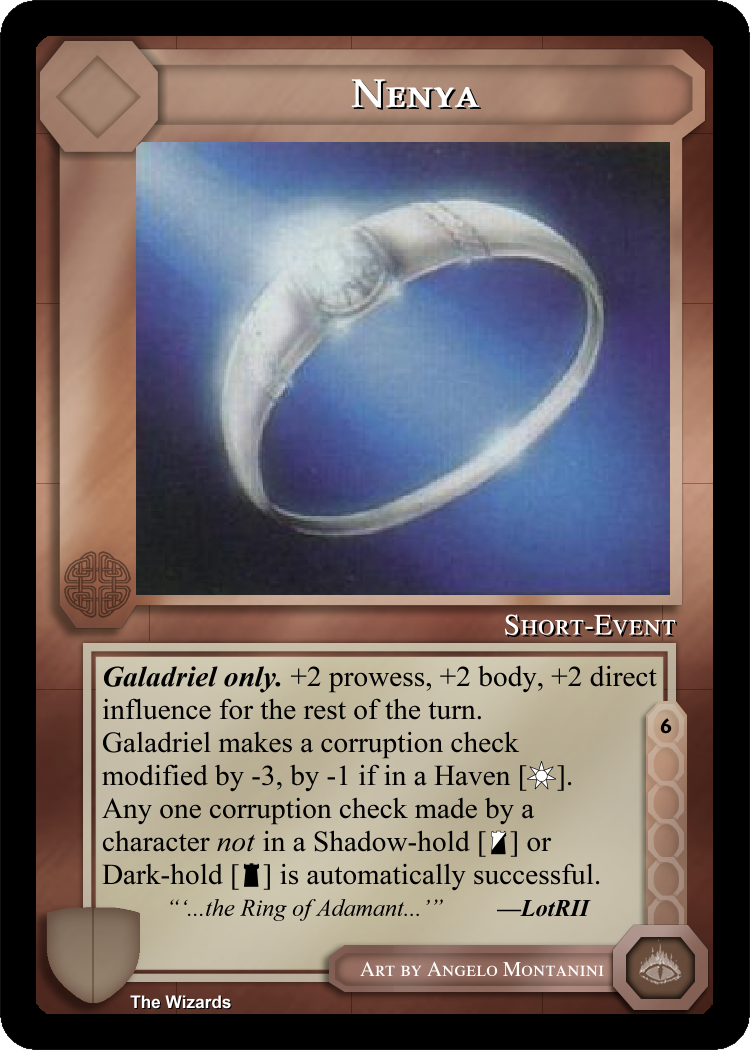 Nenya
Short-Event
Galadriel only. +2 prowess, +2 body, +2 direct
influence for the rest of the turn.
Galadriel makes a corruption check
modified by -3, by -1 if in a Haven [ ].
Any one corruption check made by a
character not in a Shadow-hold [ ] or
Dark-hold [ ] is automatically successful.
“‘...the Ring of Adamant...’” —LotRII
6
Art by Angelo Montanini
The Wizards